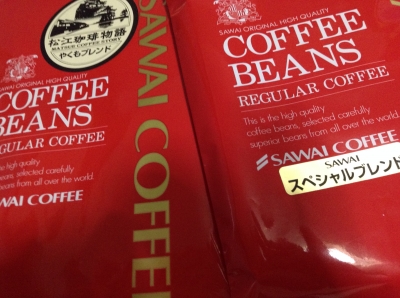 松江珈琲物語
MATSUE COFFEE STORY
やくもブレンド
COFFEE
BEANS
REGULAR COFFEE
the high quality
beans, selected carefully
beans from all over the world.
WAI COFFEE
SAWAI COFFEE
SAWAI ORIGINAL HIGH QUALITY
COFFEE
BEANS
REGULAR COFFEE
This is the high quality
coffee beans, selected carefully
superior beans from all over the world.
SAWAI COFFEE
SAWAI
スペシャルブレンド